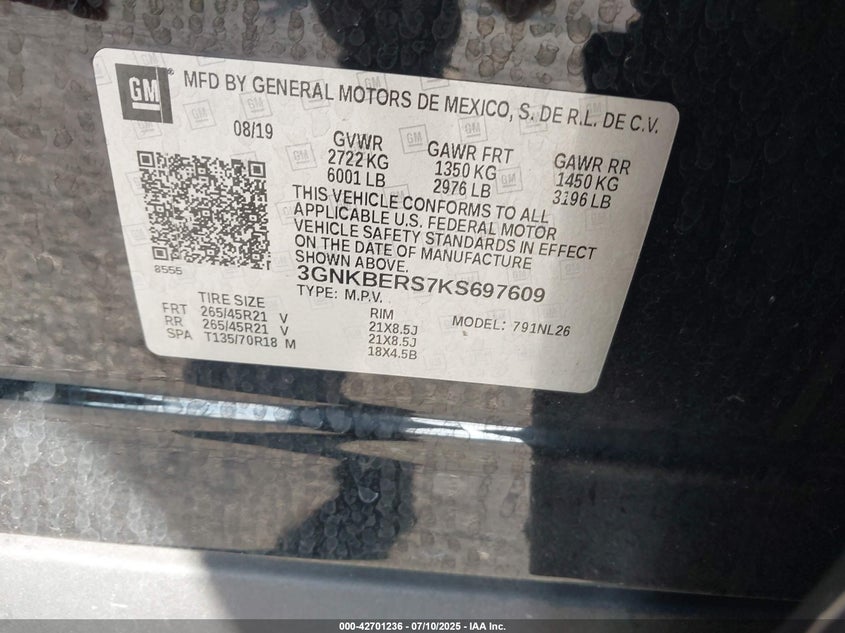 GM
MFD BY GENERAL MOTORS DE MEXICO, S. DE R.L. DE C.V.
08/19
GVWR
2722 KG
6001 LB
GAWR FRT
1350 KG
2976 LB
GAWR RR
1450 KG
3196 LB
THIS VEHICLE CONFORMS TO ALL
APPLICABLE U.S. FEDERAL MOTOR
VEHICLE SAFETY STANDARDS IN EFFECT
ON THE DATE OF MANUFACTURE
SHOWN ABOVE.
8555
3GNKBERS7KS697609
TYPE: M.P.V.
MODEL: 791NL26
TIRE SIZE
RIM
FRT 265/45R21 V 21X8.5J
RR 265/45R21 V 21X8.5J
SPA T135/70R18 M 18X4.5B
000-42701236 - 07/10/2025 - IAA Inc.